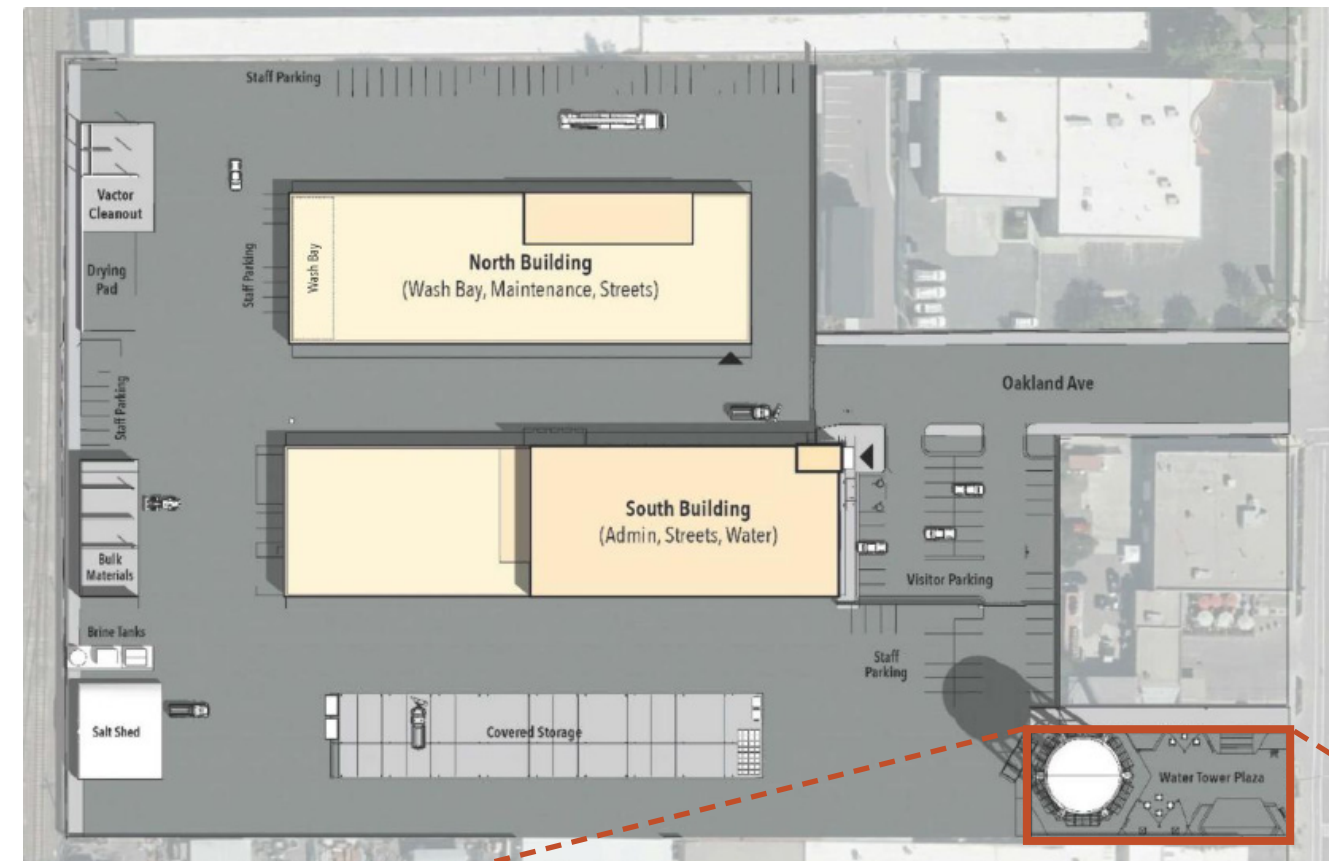 Staff Parking
Vactor
Cleanout
Drying
Pad
Staff Parking
Wash Bay
North Building
(Wash Bay, Maintenance, Streets)
Oakland Ave
Staff Parking
South Building
(Admin, Streets, Water)
Bulk
Materials
Visitor Parking
Brine Tanks
Staff
Parking
Salt Shed
Covered Storage
Water Tower Plaza